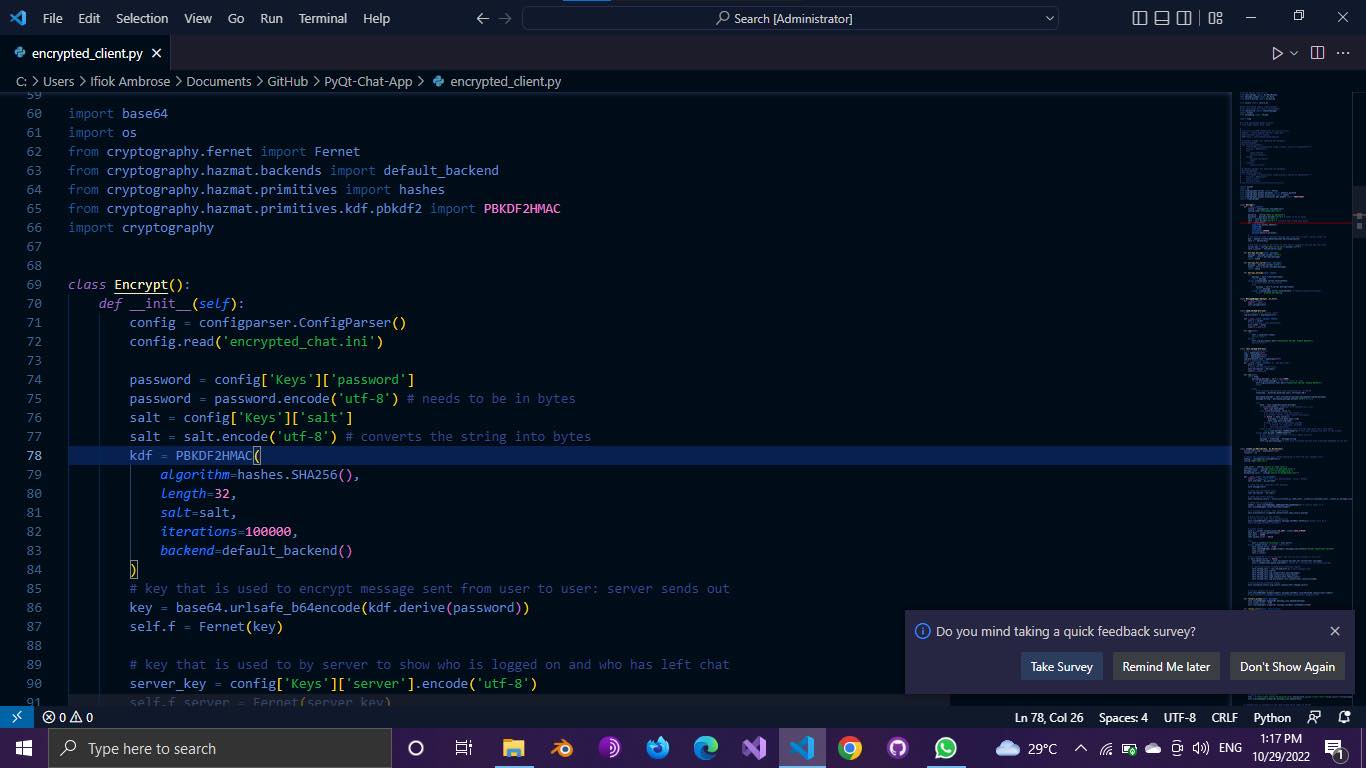 File Edit Selection View Go Run Terminal Help
Search [Administrator]
encrypted_client.py
C: > Users > Ifiok Ambrose > Documents > GitHub > PyQt-Chat-App > encrypted_client.py
59
60 import base64
61 import os
62 from cryptography.fernet import Fernet
63 from cryptography.hazmat.backends import default_backend
64 from cryptography.hazmat.primitives import hashes
65 from cryptography.hazmat.primitives.kdf.pbkdf2 import PBKDF2HMAC
66 import cryptography
67
68
69 class Encrypt():
70 def __init__(self):
71 config = configparser.ConfigParser()
72 config.read('encrypted_chat.ini')
73
74 password = config['Keys']['password']
75 password = password.encode('utf-8') # needs to be in bytes
76 salt = config['Keys']['salt']
77 salt = salt.encode('utf-8') # converts the string into bytes
78 kdf = PBKDF2HMAC(
79 algorithm=hashes.SHA256(),
80 length=32,
81 salt=salt,
82 iterations=100000,
83 backend=default_backend()
84 )
85 # key that is used to encrypt message sent from user to user: server sends out
86 key = base64.urlsafe_b64encode(kdf.derive(password))
87 self.f = Fernet(key)
88
89 # key that is used to by server to show who is logged on and who has left chat
90 server_key = config['Keys']['server'].encode('utf-8')
91 self.f_server = Fernet(server_key)
Do you mind taking a quick feedback survey?
Take Survey Remind Me later Don't Show Again
0 0 Ln 78, Col 26 Spaces: 4 UTF-8 CRLF Python
Type here to search 29°C ENG 1:17 PM
10/29/2022 1